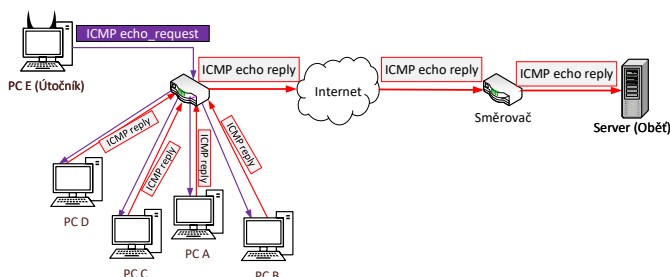 ICMP echo_request
PC E (Útočník)
ICMP echo reply
ICMP echo reply
ICMP echo reply
Internet
Směrovač
Server (Oběť)
ICMP reply
ICMP reply
ICMP reply
ICMP reply
PC D
PC C
PC A
PC B